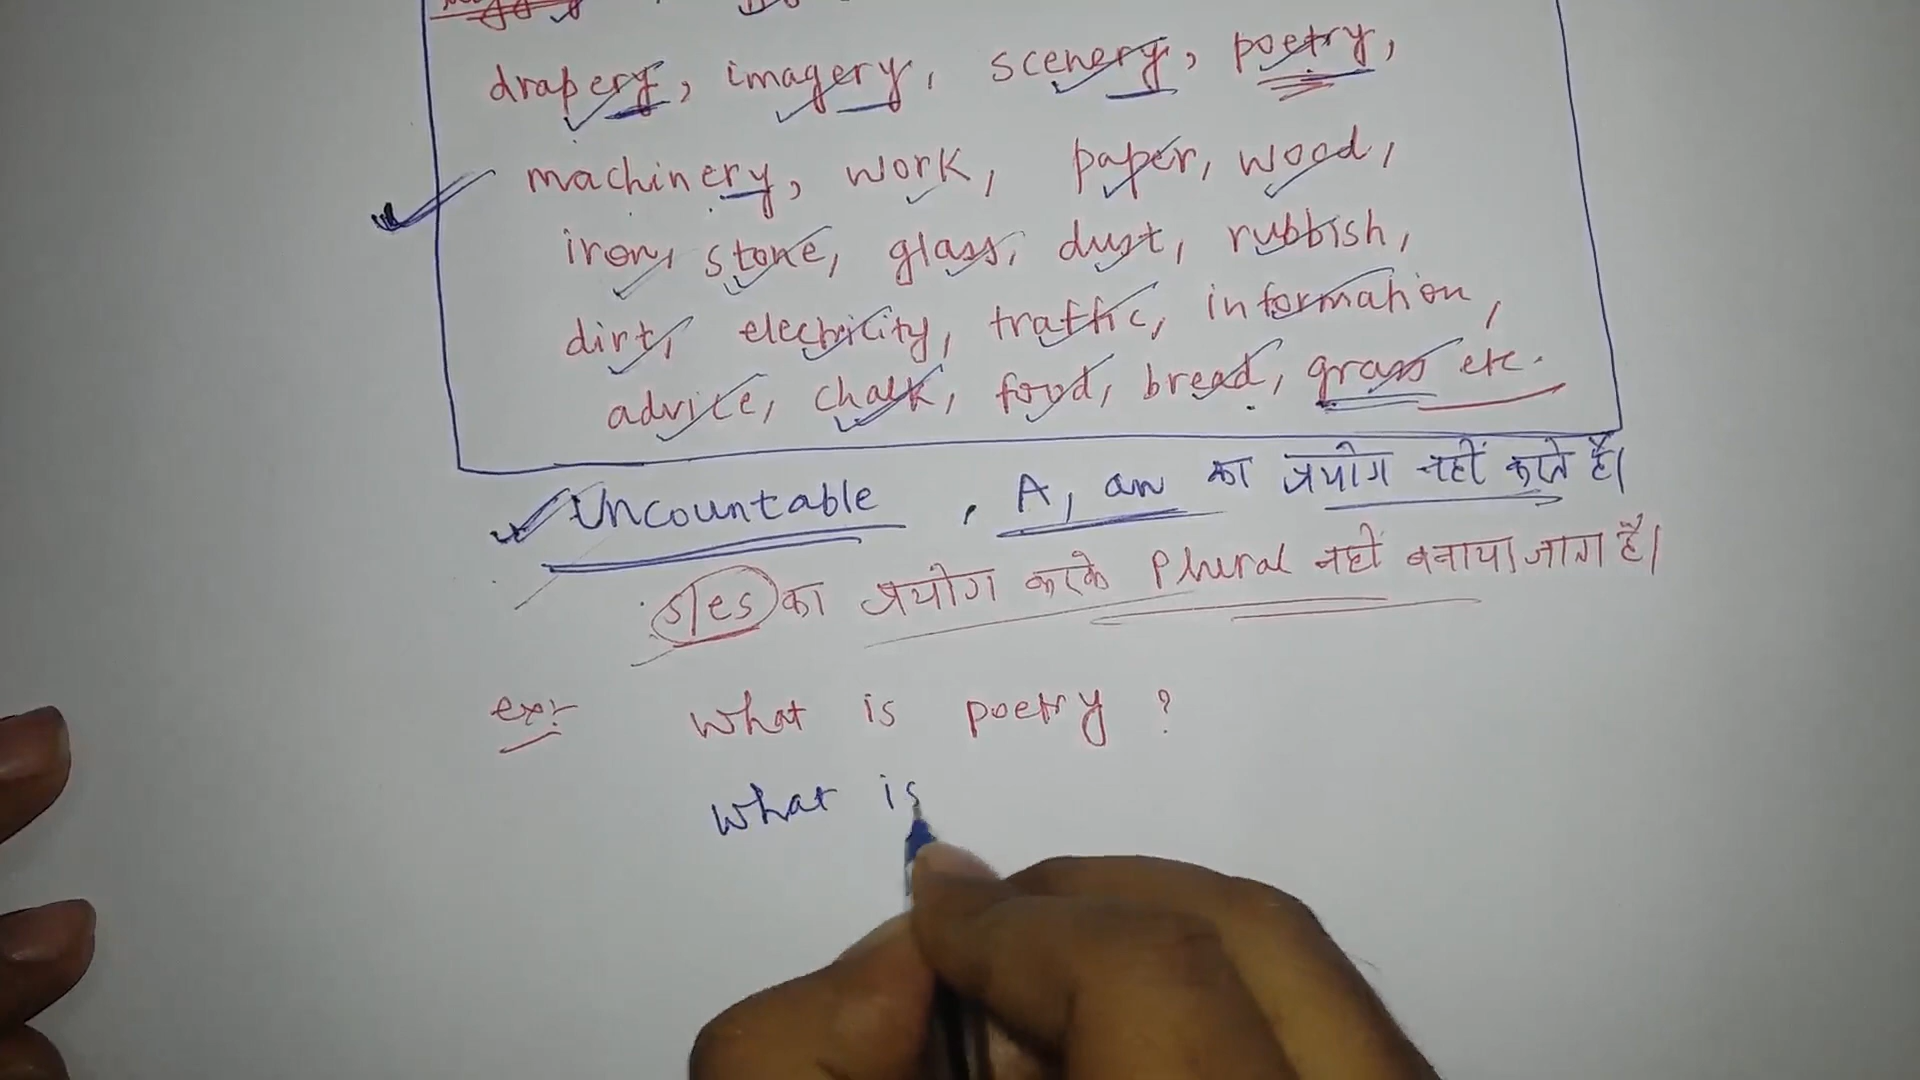 drapery, imagery, scenery, poetry,
machinery, work, paper, wood,
iron, stone, glass, dust, rubbish,
dirt, electricity, traffic, information,
advice, chalk, food, bread, grass etc.
Uncountable, A, an का प्रयोग नहीं करते हैं।
s/es का प्रयोग करके Plural नहीं बनाया जाता है।
ex:- What is poetry ?
What is